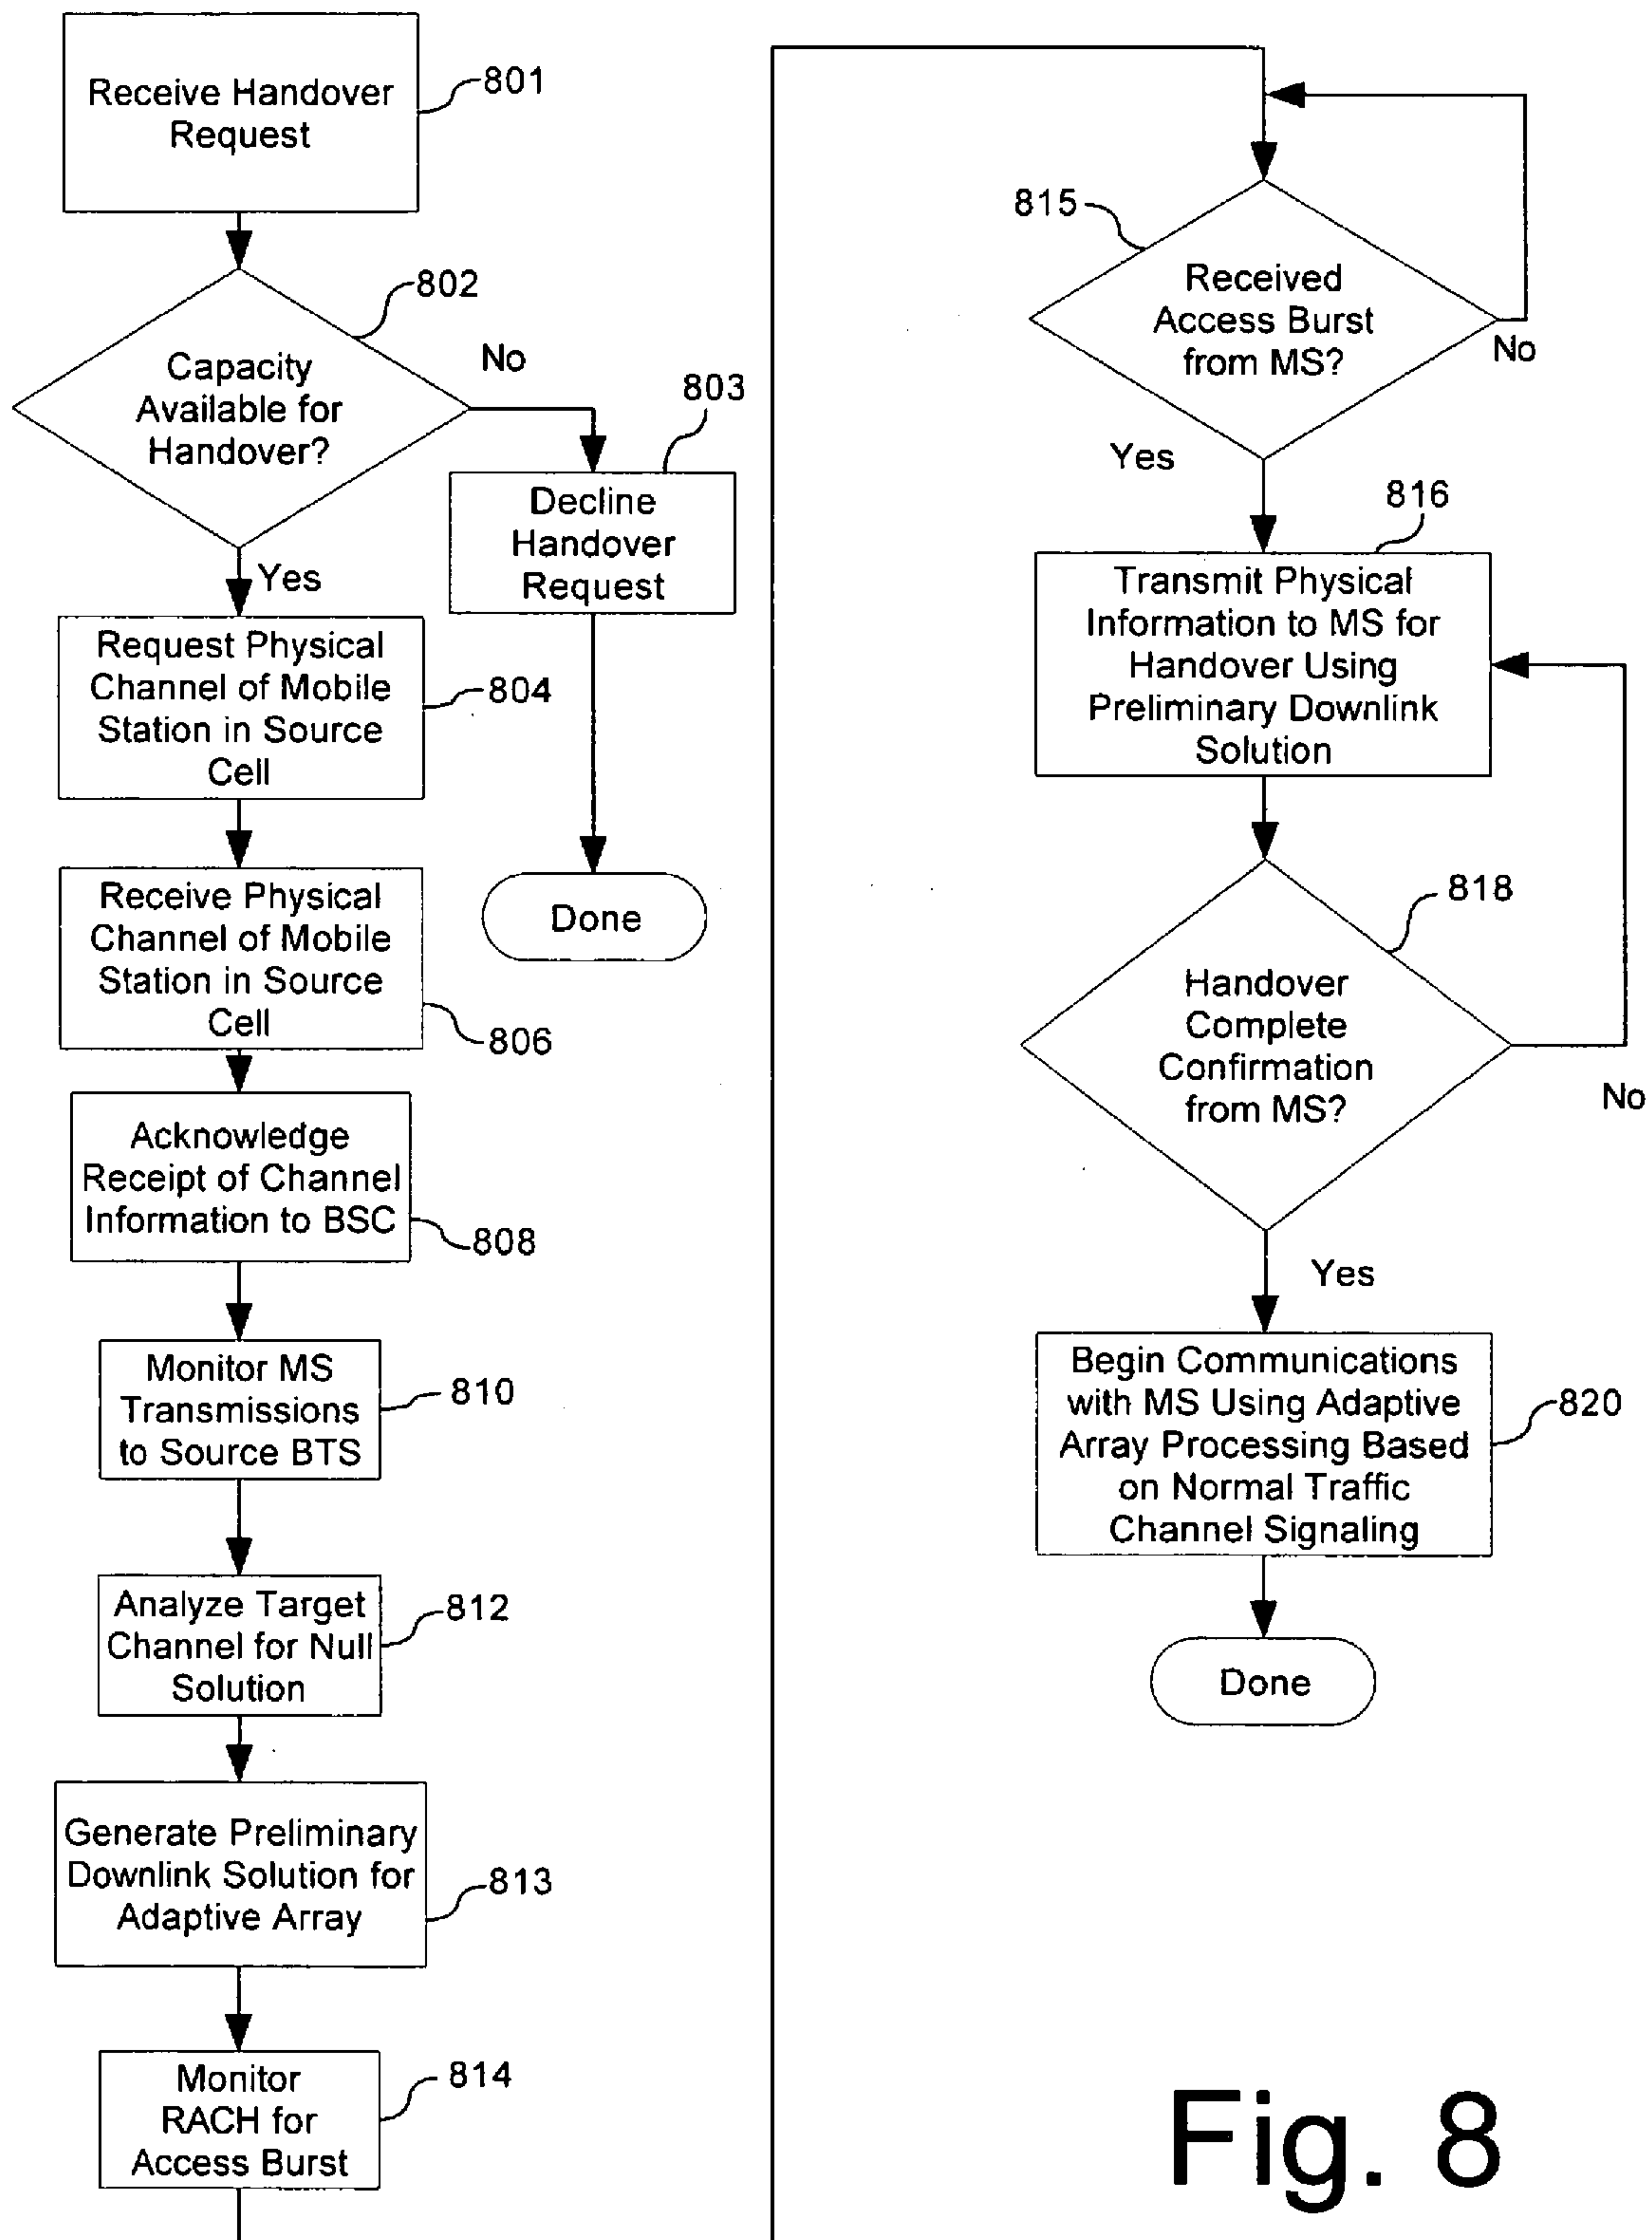 Receive Handover
Request
801
802
Capacity
Available for
Handover?
No
803
Decline
Handover
Request
Done
Yes
Request Physical
Channel of Mobile
Station in Source
Cell
804
Receive Physical
Channel of Mobile
Station in Source
Cell
806
Acknowledge
Receipt of Channel
Information to BSC
808
Monitor MS
Transmissions
to Source BTS
810
Analyze Target
Channel for Null
Solution
812
Generate Preliminary
Downlink Solution for
Adaptive Array
813
Monitor
RACH for
Access Burst
814
815
Received
Access Burst
from MS?
No
Yes
816
Transmit Physical
Information to MS for
Handover Using
Preliminary Downlink
Solution
818
Handover
Complete
Confirmation
from MS?
No
Yes
Begin Communications
with MS Using Adaptive
Array Processing Based
on Normal Traffic
Channel Signaling
820
Done
Fig. 8